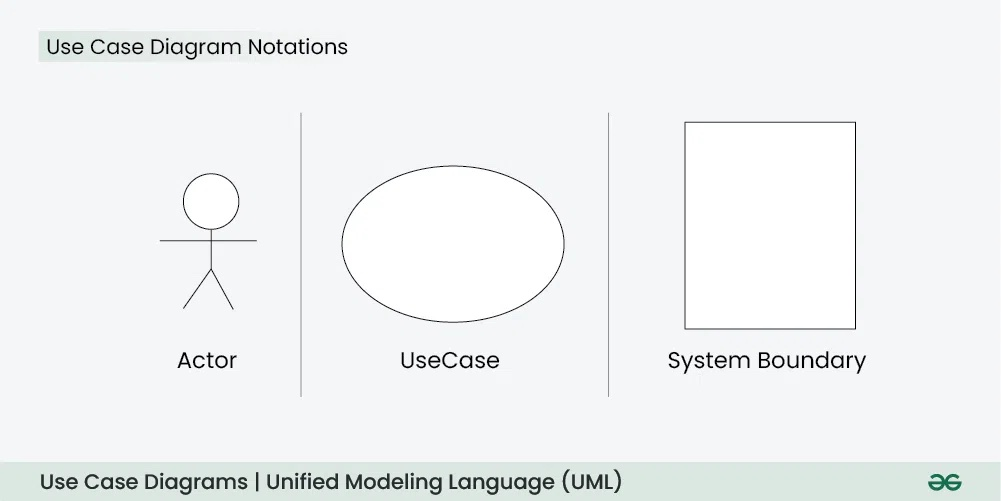 Use Case Diagram Notations
Actor
UseCase
System Boundary
Use Case Diagrams | Unified Modeling Language (UML)